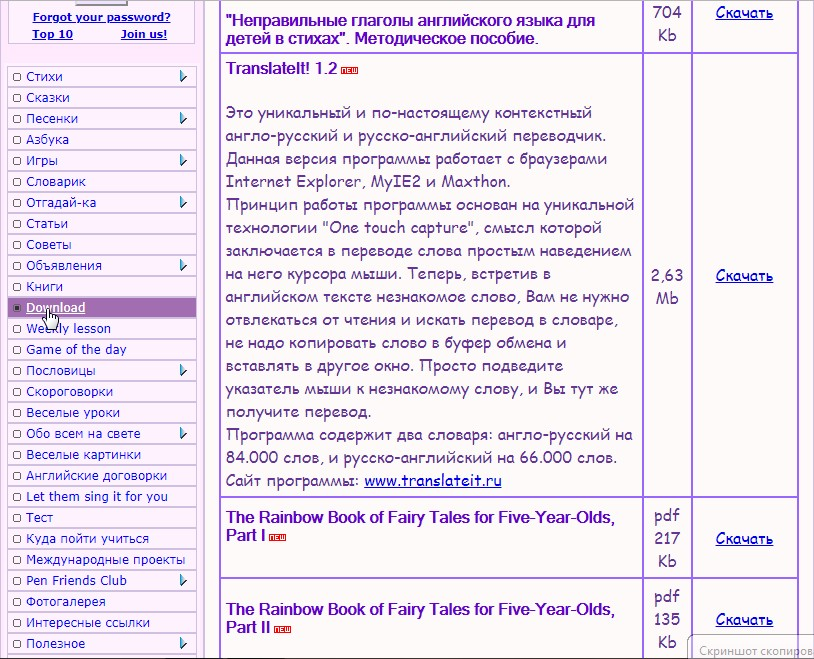 Forgot your password?
Top 10 Join us!
Стихи
Сказки
Песенки
Азбука
Игры
Словарик
Отгадай-ка
Статьи
Советы
Объявления
Книги
Download
Weekly lesson
Game of the day
Пословицы
Скороговорки
Веселые уроки
Обо всем на свете
Веселые картинки
Английские договорки
Let them sing it for you
Тест
Куда пойти учиться
Международные проекты
Pen Friends Club
Фотогалерея
Интересные ссылки
Полезное
"Неправильные глаголы английского языка для
детей в стихах". Методическое пособие.
704
Kb
Скачать
TranslateIt! 1.2 NEW
Это уникальный и по-настоящему контекстный
англо-русский и русско-английский переводчик.
Данная версия программы работает с браузерами
Internet Explorer, MyIE2 и Maxthon.
Принцип работы программы основан на уникальной
технологии "One touch capture", смысл которой
заключается в переводе слова простым наведением
на него курсора мыши. Теперь, встретив в
английском тексте незнакомое слово, Вам не нужно
отвлекаться от чтения и искать перевод в словаре,
не надо копировать слово в буфер обмена и
вставлять в другое окно. Просто подведите
указатель мыши к незнакомому слову, и Вы тут же
получите перевод.
Программа содержит два словаря: англо-русский на
84.000 слов, и русско-английский на 66.000 слов.
Сайт программы: www.translateit.ru
2,63
Mb
Скачать
The Rainbow Book of Fairy Tales for Five-Year-Olds,
Part I NEW
pdf
217
Kb
Скачать
The Rainbow Book of Fairy Tales for Five-Year-Olds,
Part II NEW
pdf
135
Kb
Скачать
Скриншот скопиров